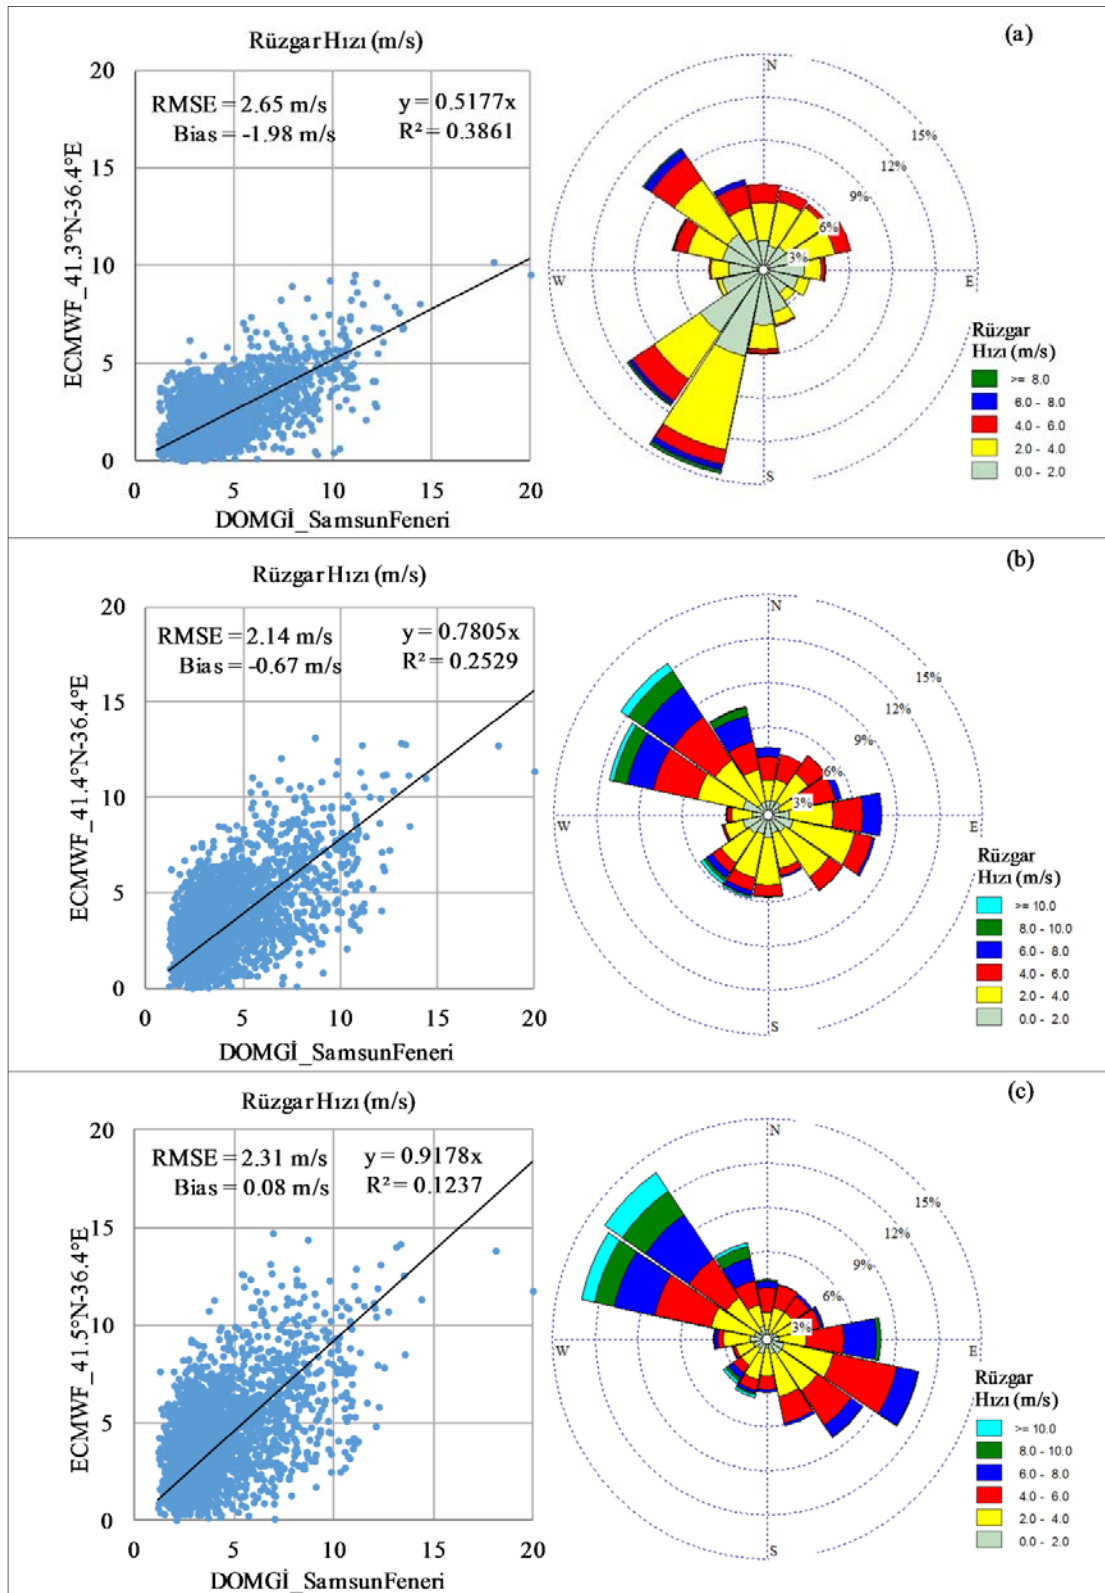 (a)
Rüzgar Hızı (m/s)
RMSE = 2.65 m/s
Bias = -1.98 m/s
y = 0.5177x
R² = 0.3861
ECMWF_41.3°N-36.4°E
20
15
10
5
0
0 5 10 15 20
DOMGİ_SamsunFeneri
N
E
S
W
3%
6%
9%
12%
15%
Rüzgar
Hızı (m/s)
>= 8.0
6.0 - 8.0
4.0 - 6.0
2.0 - 4.0
0.0 - 2.0
(b)
Rüzgar Hızı (m/s)
RMSE = 2.14 m/s
Bias = -0.67 m/s
y = 0.7805x
R² = 0.2529
ECMWF_41.4°N-36.4°E
20
15
10
5
0
0 5 10 15 20
DOMGİ_SamsunFeneri
N
E
S
W
3%
6%
9%
12%
15%
Rüzgar
Hızı (m/s)
>= 10.0
8.0 - 10.0
6.0 - 8.0
4.0 - 6.0
2.0 - 4.0
0.0 - 2.0
(c)
Rüzgar Hızı (m/s)
RMSE = 2.31 m/s
Bias = 0.08 m/s
y = 0.9178x
R² = 0.1237
ECMWF_41.5°N-36.4°E
20
15
10
5
0
0 5 10 15 20
DOMGİ_SamsunFeneri
N
E
S
W
3%
6%
9%
12%
15%
Rüzgar
Hızı (m/s)
>= 10.0
8.0 - 10.0
6.0 - 8.0
4.0 - 6.0
2.0 - 4.0
0.0 - 2.0